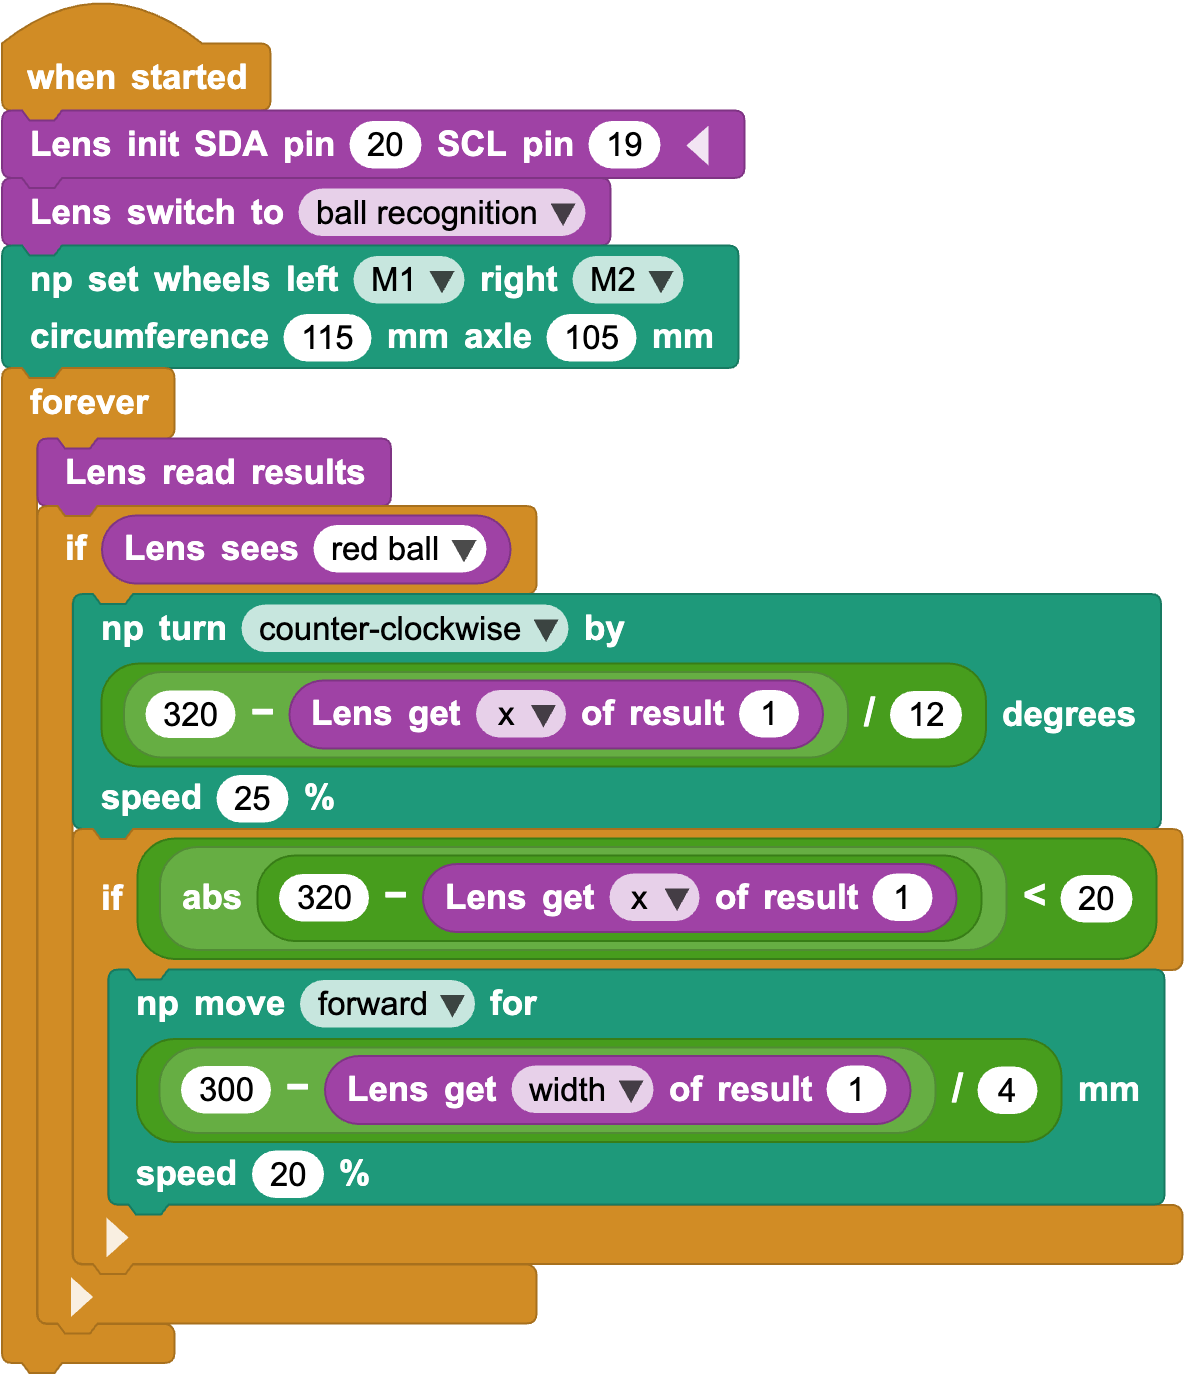 when started
Lens init SDA pin 20 SCL pin 19
Lens switch to ball recognition
np set wheels left M1 right M2
circumference 115 mm axle 105 mm
forever
Lens read results
if Lens sees red ball
np turn counter-clockwise by
320 - Lens get x of result 1 / 12 degrees
speed 25 %
if abs 320 - Lens get x of result 1 < 20
np move forward for
300 - Lens get width of result 1 / 4 mm
speed 20 %